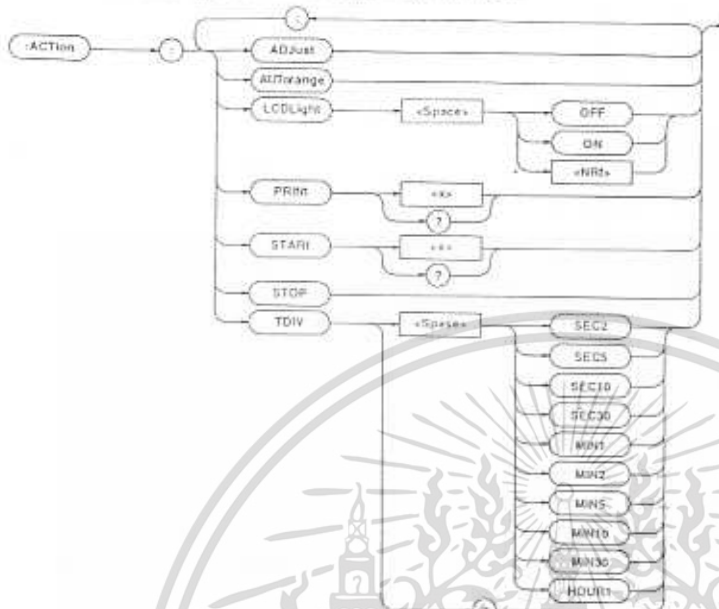 :
:ACTion : ADJust
AUTorange
LCDLight <Space> OFF
ON
<NRf>
PRINt <x>
?
STARt <x>
?
STOP
TDIV <Space> SEC2
SEC5
SEC10
SEC30
MIN1
MIN2
MIN5
MIN10
MIN30
HOUR1